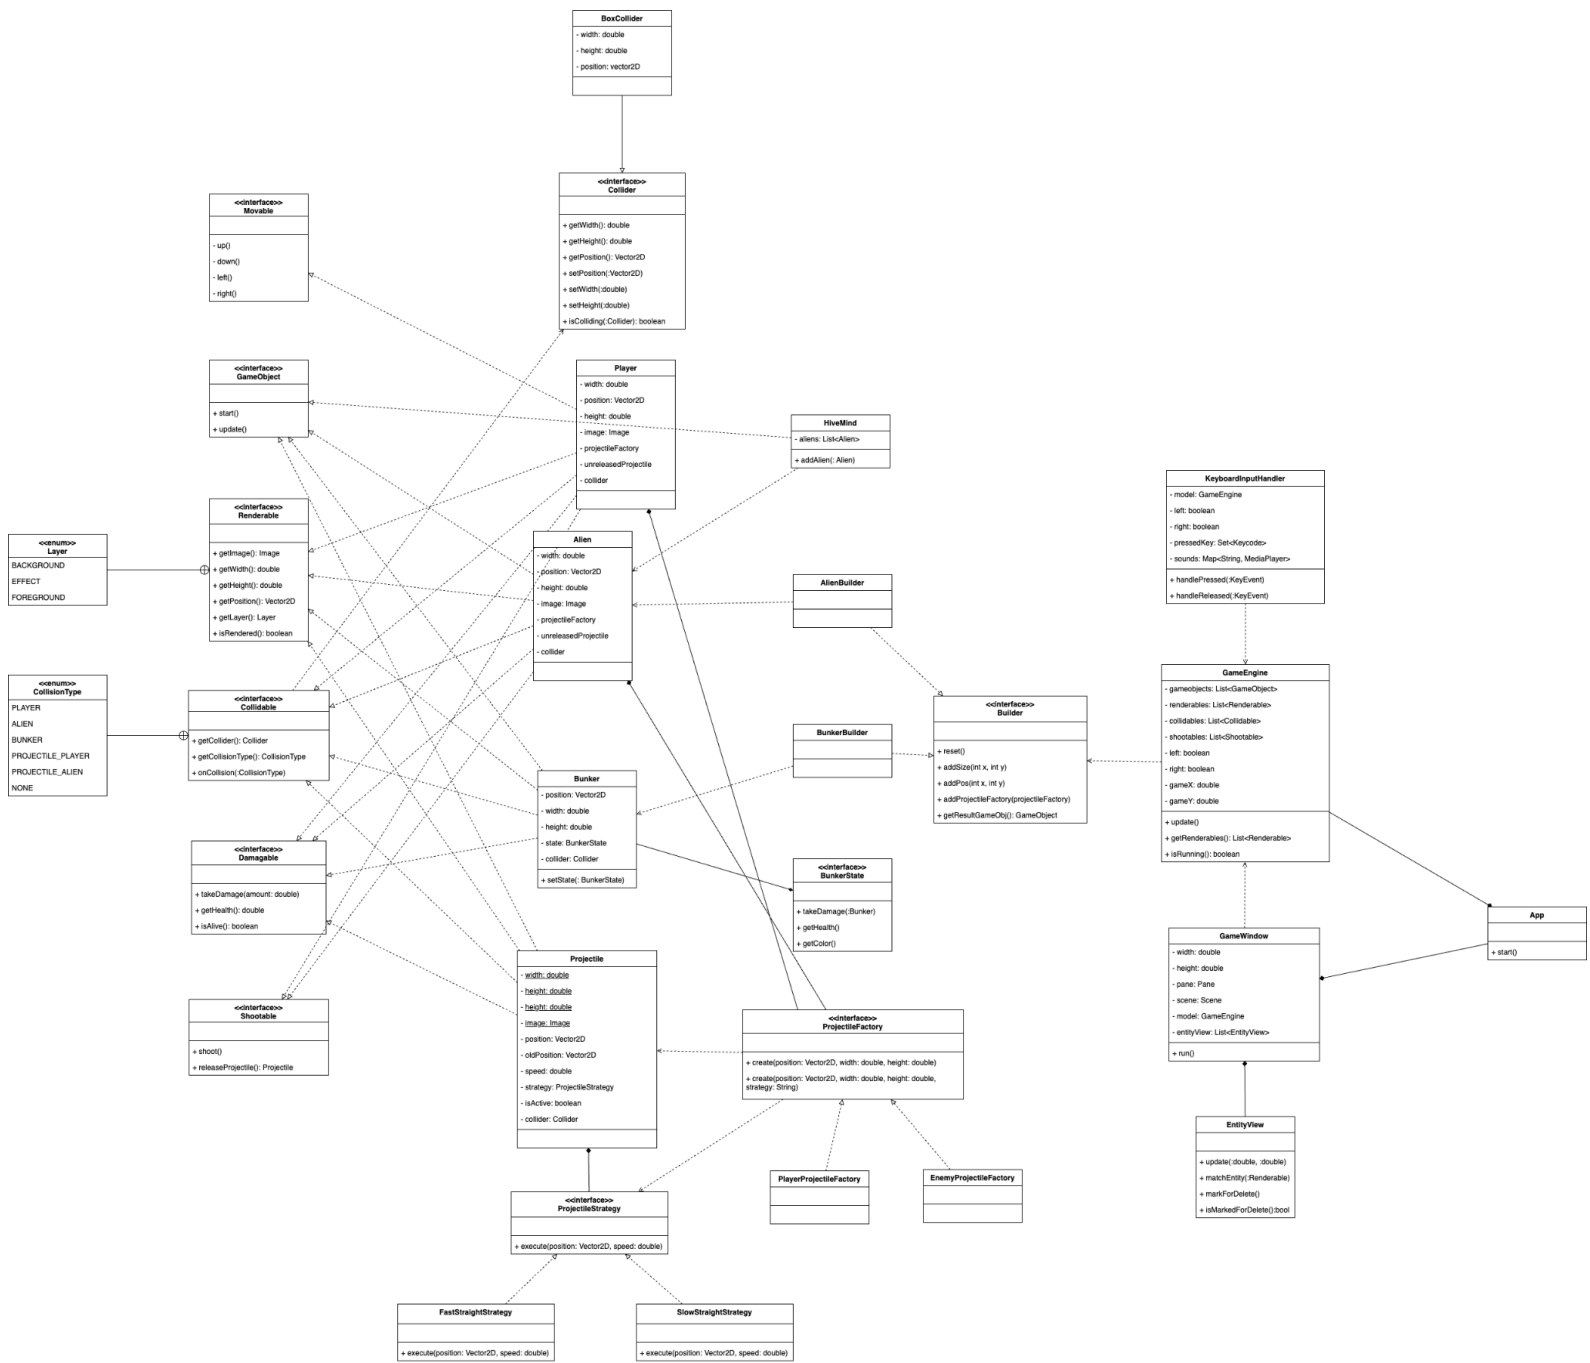 BoxCollider
- width: double
- height: double
- position: vector2D
<<interface>>
Collider
+ getWidth(): double
+ getHeight(): double
+ getPosition(): Vector2D
+ setPosition(:Vector2D)
+ setWidth(:double)
+ setHeight(:double)
+ isColliding(:Collider): boolean
<<interface>>
Movable
- up()
- down()
- left()
- right()
<<interface>>
GameObject
+ start()
+ update()
Player
- width: double
- position: Vector2D
- height: double
- image: Image
- projectileFactory
- unreleasedProjectile
- collider
HiveMind
- aliens: List<Alien>
+ addAlien(: Alien)
KeyboardInputHandler
- model: GameEngine
- left: boolean
- right: boolean
- pressedKey: Set<Keycode>
- sounds: Map<String, MediaPlayer>
+ handlePressed(:KeyEvent)
+ handleReleased(:KeyEvent)
<<interface>>
Renderable
+ getImage(): Image
+ getWidth(): double
+ getHeight(): double
+ getPosition(): Vector2D
+ getLayer(): Layer
+ isRendered(): boolean
<<enum>>
Layer
BACKGROUND
EFFECT
FOREGROUND
Alien
- width: double
- position: Vector2D
- height: double
- image: Image
- projectileFactory
- unreleasedProjectile
- collider
AlienBuilder
<<enum>>
CollisionType
PLAYER
ALIEN
BUNKER
PROJECTILE_PLAYER
PROJECTILE_ALIEN
NONE
<<interface>>
Collidable
+ getCollider(): Collider
+ getCollisionType(): CollisionType
+ onCollision(:CollisionType)
<<interface>>
Builder
+ reset()
+ addSize(int x, int y)
+ addPos(int x, int y)
+ addProjectileFactory(projectileFactory)
+ getResultGameObj(): GameObject
GameEngine
- gameobjects: List<GameObject>
- renderables: List<Renderable>
- collidables: List<Collidable>
- shootables: List<Shootable>
- left: boolean
- right: boolean
- gameX: double
- gameY: double
+ update()
+ getRenderables(): List<Renderable>
+ isRunning(): boolean
BunkerBuilder
Bunker
- position: Vector2D
- width: double
- height: double
- state: BunkerState
- collider: Collider
+ setState(: BunkerState)
<<interface>>
Damagable
+ takeDamage(amount: double)
+ getHealth(): double
+ isAlive(): boolean
<<interface>>
BunkerState
+ takeDamage(:Bunker)
+ getHealth()
+ getColor()
App
+ start()
GameWindow
- width: double
- height: double
- pane: Pane
- scene: Scene
- model: GameEngine
- entityView: List<EntityView>
+ run()
Projectile
- width: double
- height: double
- height: double
- image: Image
- position: Vector2D
- oldPosition: Vector2D
- speed: double
- strategy: ProjectileStrategy
- isActive: boolean
- collider: Collider
<<interface>>
Shootable
+ shoot()
+ releaseProjectile(): Projectile
<<interface>>
ProjectileFactory
+ create(position: Vector2D, width: double, height: double)
+ create(position: Vector2D, width: double, height: double,
strategy: String)
EntityView
+ update(:double, :double)
+ matchEntity(:Renderable)
+ markForDelete()
+ isMarkedForDelete():bool
PlayerProjectileFactory
EnemyProjectileFactory
<<interface>>
ProjectileStrategy
+ execute(position: Vector2D, speed: double)
FastStraightStrategy
+ execute(position: Vector2D, speed: double)
SlowStraightStrategy
+ execute(position: Vector2D, speed: double)